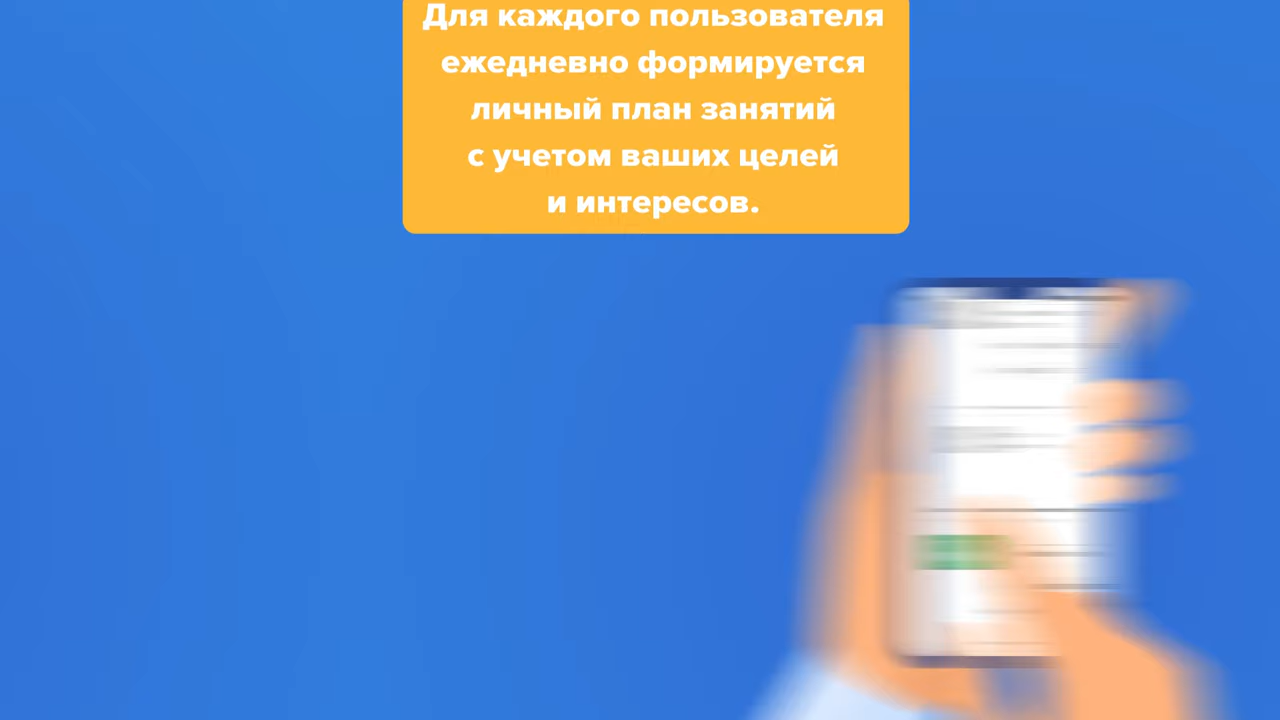 Для каждого пользователя
ежедневно формируется
личный план занятий
с учетом ваших целей
и интересов.